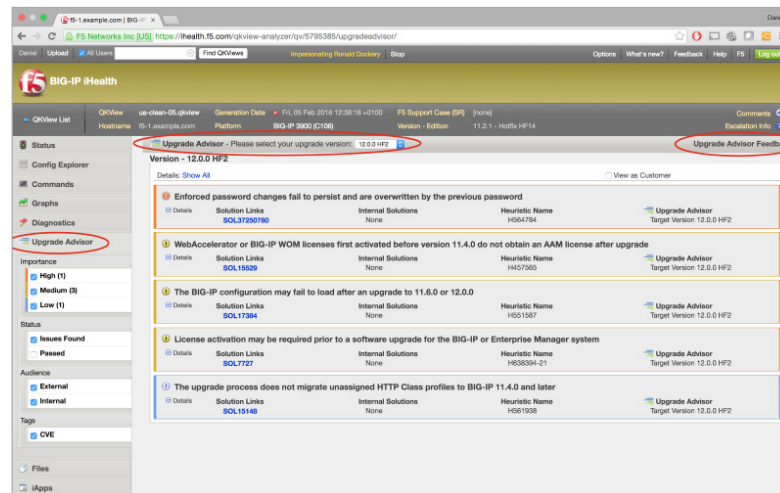 f5-1.example.com | BIG-IP
F5 Networks Inc [US] https://ihealth.f5.com/qkview-analyzer/qv/5795385/upgradeadvisor/
Daniel Upload All Users Find QKViews Impersonating Ronald Dockery Stop Options What's new? Feedback Help F5 Log out
f5 BIG-IP iHealth
QKView List
QKView ua-clean-05.qkview Generation Date Fri, 05 Feb 2016 12:38:16 +0100 F5 Support Case (SR) [none] Comments
Hostname f5-1.example.com Platform BIG-IP 3900 (C106) Version - Edition 11.2.1 - Hotfix HF14 Escalation Info
Status
Config Explorer
Commands
Graphs
Diagnostics
Upgrade Advisor
Importance
High (1)
Medium (3)
Low (1)
Status
Issues Found
Passed
Audience
External
Internal
Tags
CVE
Files
iApps
Upgrade Advisor - Please select your upgrade version: 12.0.0 HF2 Upgrade Advisor
Version - 12.0.0 HF2
Details: Show All View as Customer
Enforced password changes fail to persist and are overwritten by the previous password
Details Solution Links Internal Solutions Heuristic Name Upgrade Advisor
SOL37250780 None H564784 Target Version 12.0.0 HF2
WebAccelerator or BIG-IP WOM licenses first activated before version 11.4.0 do not obtain an AAM license after upgrade
Details Solution Links Internal Solutions Heuristic Name Upgrade Advisor
SOL15529 None H457565 Target Version 12.0.0 HF2
The BIG-IP configuration may fail to load after an upgrade to 11.6.0 or 12.0.0
Details Solution Links Internal Solutions Heuristic Name Upgrade Advisor
SOL17384 None H551567 Target Version 12.0.0 HF2
License activation may be required prior to a software upgrade for the BIG-IP or Enterprise Manager system
Details Solution Links Internal Solutions Heuristic Name Upgrade Advisor
SOL7727 None H638394-21 Target Version 12.0.0 HF2
The upgrade process does not migrate unassigned HTTP Class profiles to BIG-IP 11.4.0 and later
Details Solution Links Internal Solutions Heuristic Name Upgrade Advisor
SOL15148 None H561938 Target Version 12.0.0 HF2